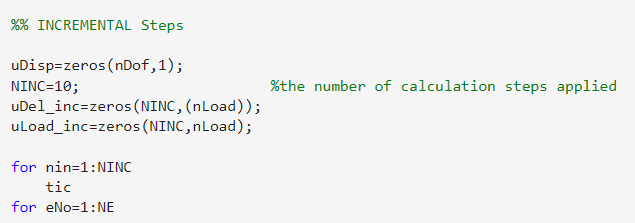 %% INCREMENTAL Steps
uDisp=zeros(nDof,1);
NINC=10; %the number of calculation steps applied
uDel_inc=zeros(NINC,(nLoad));
uLoad_inc=zeros(NINC,nLoad);
for nin=1:NINC
tic
for eNo=1:NE